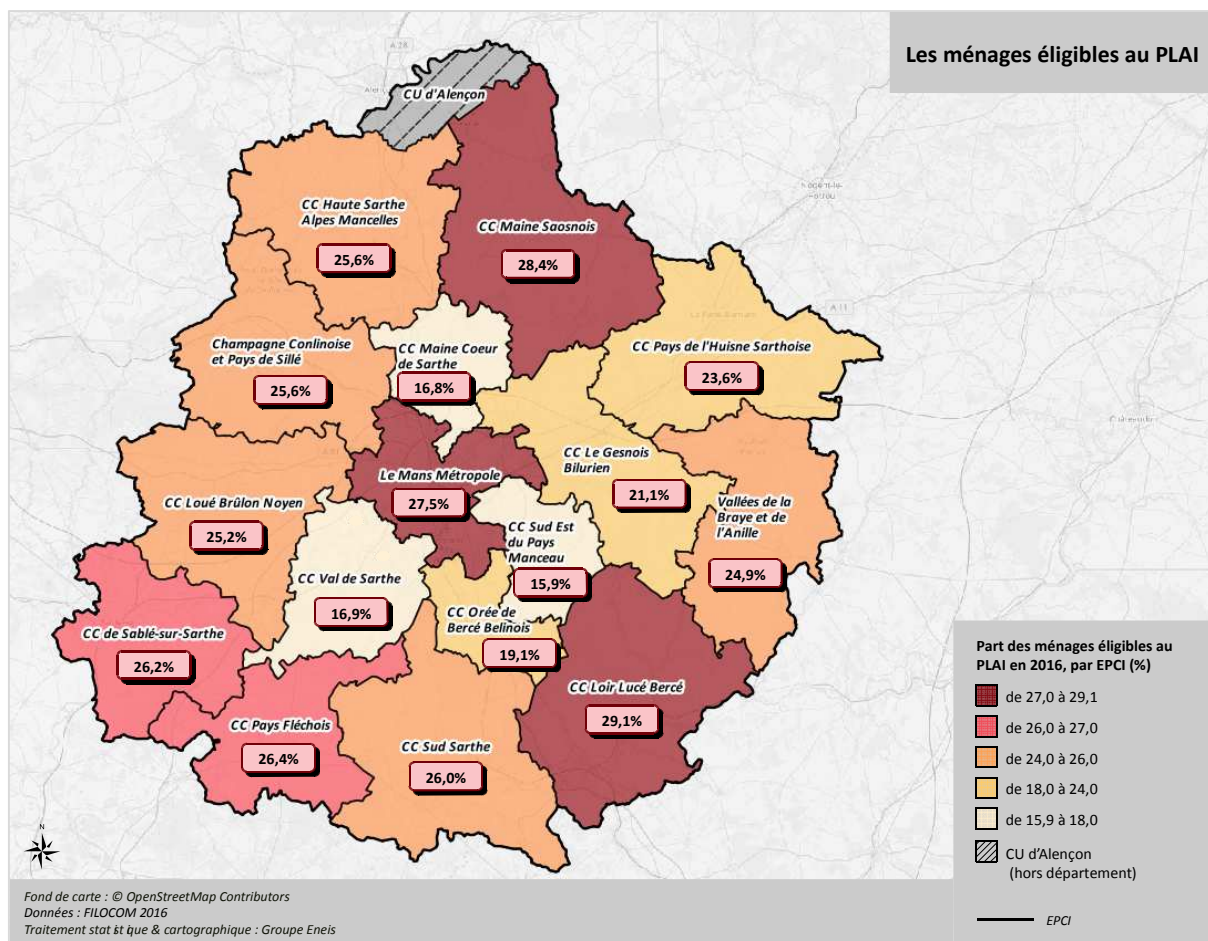 Les ménages éligibles au PLAI
A 28
CU d'Alençon
CC Haute Sarthe
Alpes Mancelles
25,6%
CC Maine Saosnois
28,4%
A 11
Champagne Conlinoise
et Pays de Sillé
25,6%
CC Maine Coeur
de Sarthe
16,8%
CC Pays de l'Huisne Sarthoise
23,6%
Le Mans Métropole
27,5%
CC Le Gesnois
Bilurien
21,1%
CC Loué Brûlon Noyen
25,2%
Vallées de la
Braye et de
l'Anille
24,9%
CC Sud Est
du Pays
Manceau
15,9%
CC Val de Sarthe
16,9%
CC Orée de
Bercé Belinois
19,1%
CC de Sablé-sur-Sarthe
26,2%
CC Loir Lucé Bercé
29,1%
CC Pays Fléchois
26,4%
CC Sud Sarthe
26,0%
Part des ménages éligibles au
PLAI en 2016, par EPCI (%)
de 27,0 à 29,1
de 26,0 à 27,0
de 24,0 à 26,0
de 18,0 à 24,0
de 15,9 à 18,0
CU d'Alençon
(hors département)
EPCI
N
Fond de carte : © OpenStreetMap Contributors
Données : FILOCOM 2016
Traitement statistique & cartographique : Groupe Eneis